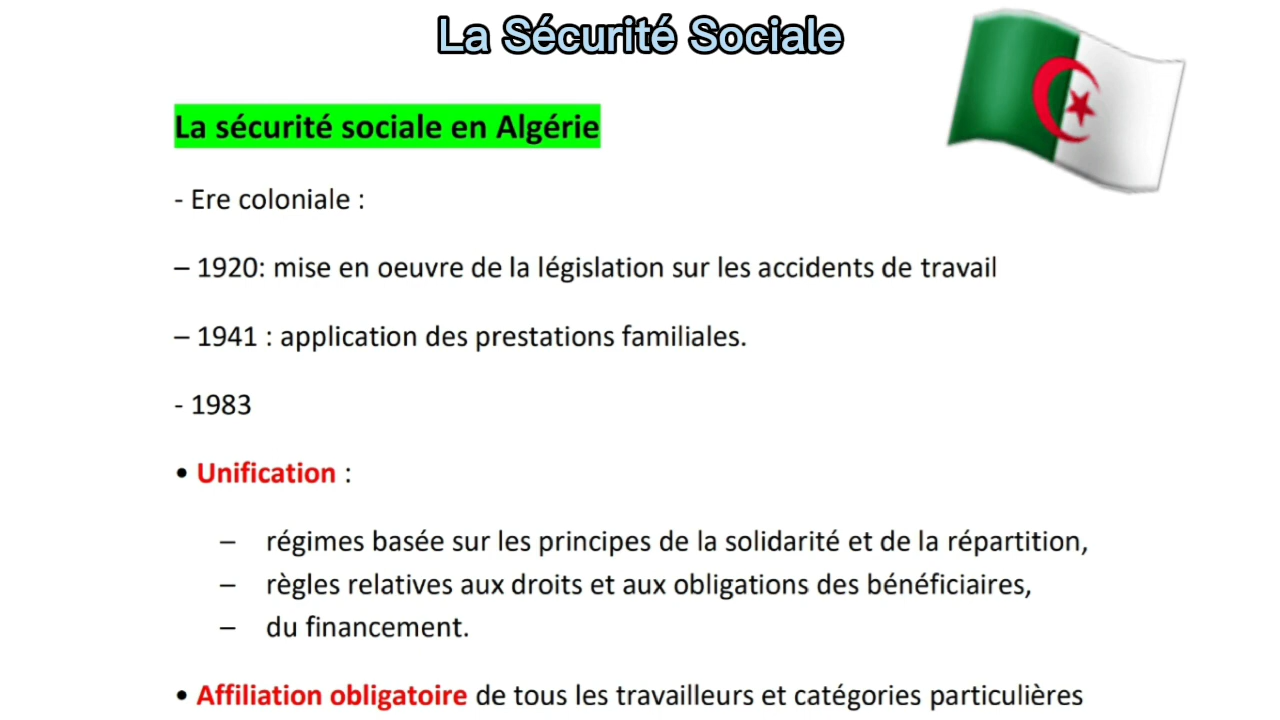 La Sécurité Sociale
La sécurité sociale en Algérie
- Ere coloniale :
– 1920: mise en oeuvre de la législation sur les accidents de travail
– 1941 : application des prestations familiales.
- 1983
• Unification :
– régimes basée sur les principes de la solidarité et de la répartition,
– règles relatives aux droits et aux obligations des bénéficiaires,
– du financement.
• Affiliation obligatoire de tous les travailleurs et catégories particulières